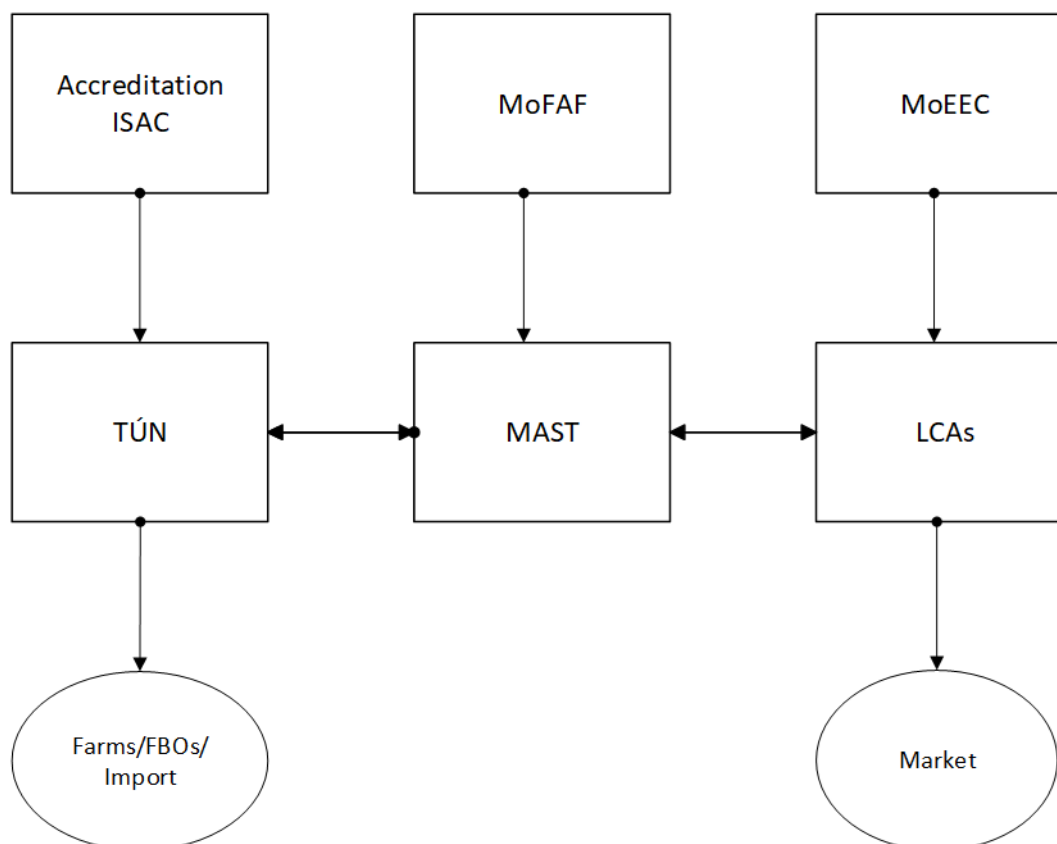 Accreditation
ISAC
MoFAF
MoEEC
TÚN
MAST
LCAs
Farms/FBOs/
Import
Market